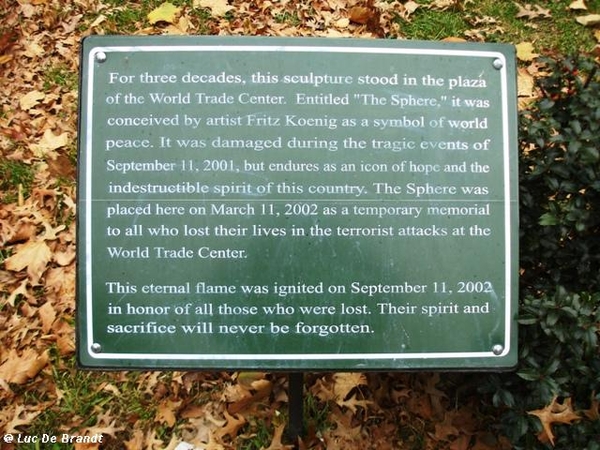 For three decades, this sculpture stood in the plaza
of the World Trade Center. Entitled "The Sphere," it was
conceived by artist Fritz Koenig as a symbol of world
peace. It was damaged during the tragic events of
September 11, 2001, but endures as an icon of hope and the
indestructible spirit of this country. The Sphere was
placed here on March 11, 2002 as a temporary memorial
to all who lost their lives in the terrorist attacks at the
World Trade Center.
This eternal flame was ignited on September 11, 2002
in honor of all those who were lost. Their spirit and
sacrifice will never be forgotten.
@ Luc De Brandt